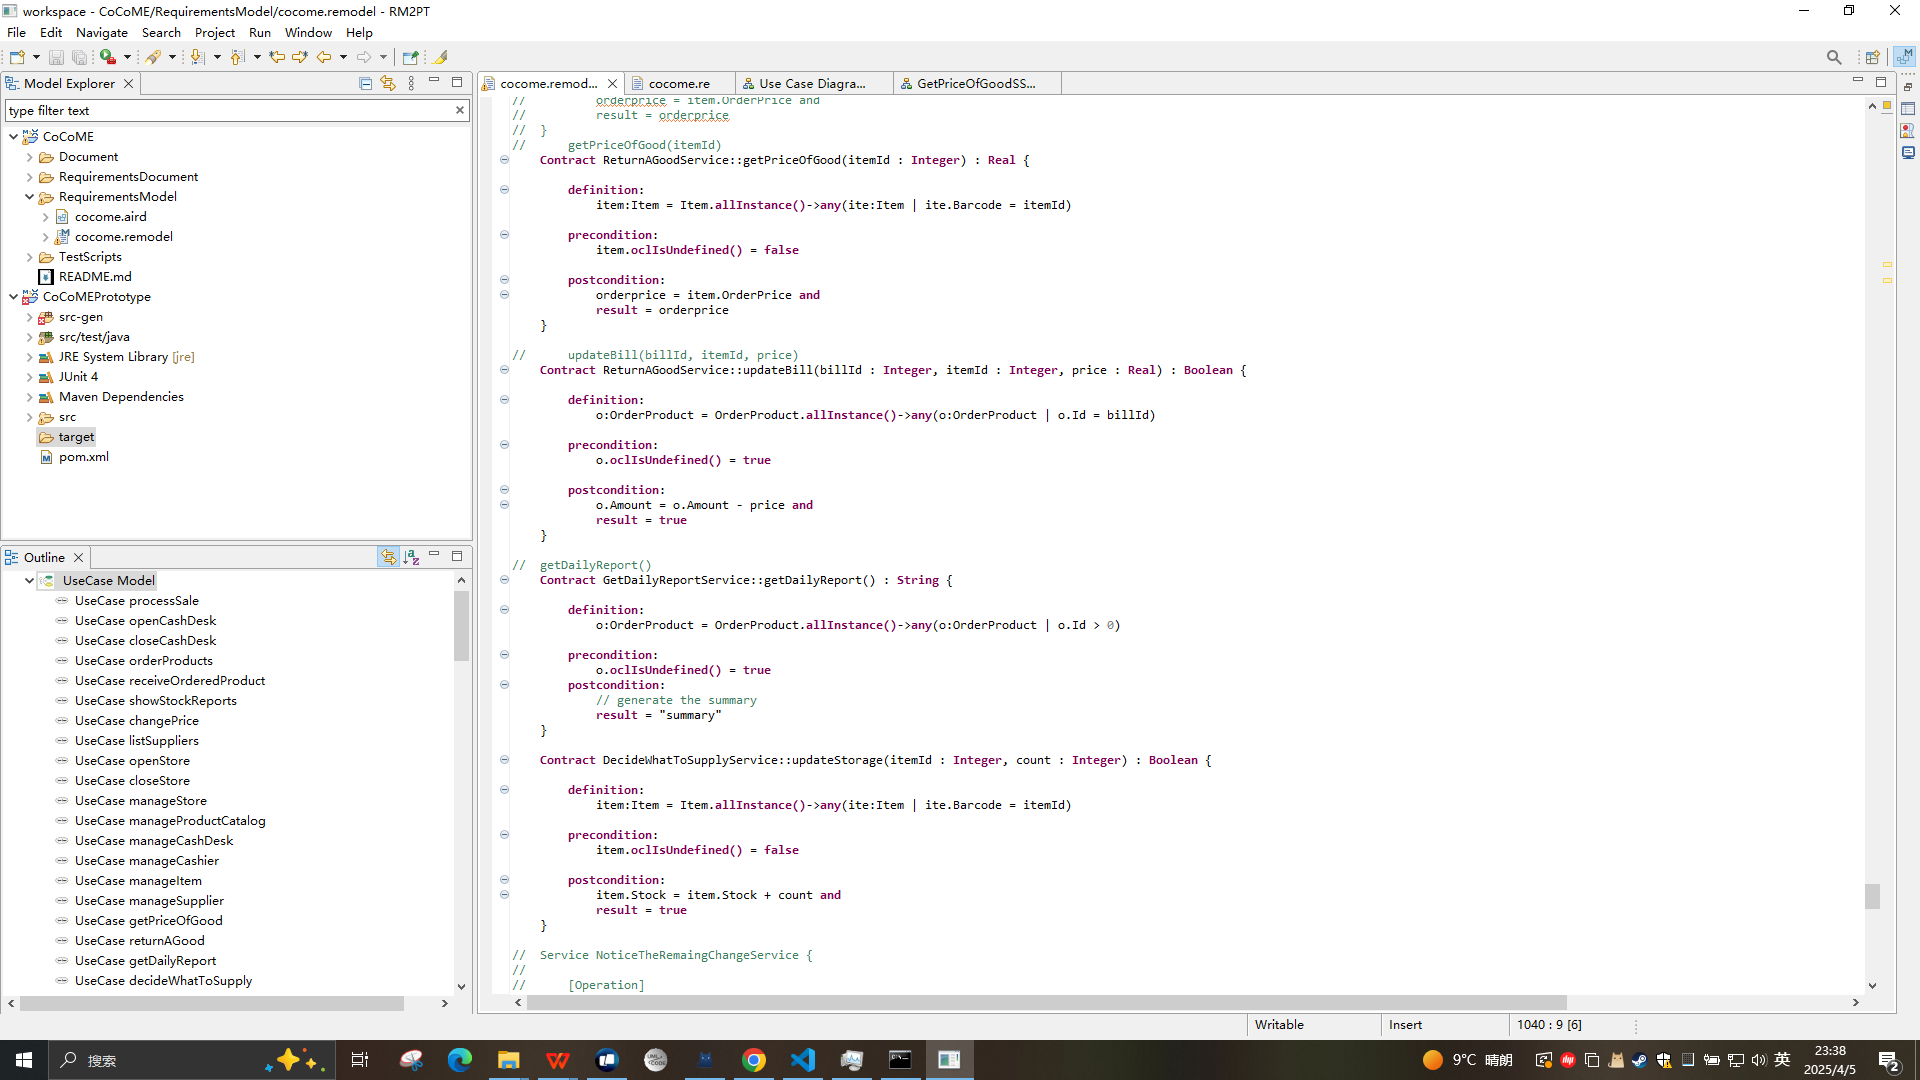 workspace - CoCoME/RequirementsModel/cocome.remodel - RM2PT
File Edit Navigate Search Project Run Window Help
Model Explorer
type filter text
CoCoME
Document
RequirementsDocument
RequirementsModel
cocome.aird
cocome.remodel
TestScripts
README.md
CoCoMEPrototype
src-gen
src/test/java
JRE System Library [jre]
JUnit 4
Maven Dependencies
src
target
pom.xml
Outline
UseCase Model
UseCase processSale
UseCase openCashDesk
UseCase closeCashDesk
UseCase orderProducts
UseCase receiveOrderedProduct
UseCase showStockReports
UseCase changePrice
UseCase listSuppliers
UseCase openStore
UseCase closeStore
UseCase manageStore
UseCase manageProductCatalog
UseCase manageCashDesk
UseCase manageCashier
UseCase manageItem
UseCase manageSupplier
UseCase getPriceOfGood
UseCase returnAGood
UseCase getDailyReport
UseCase decideWhatToSupply
cocome.remod... cocome.re Use Case Diagra... GetPriceOfGoodSS...
// orderprice = item.OrderPrice and
// result = orderprice
// }
// getPriceOfGood(itemId)
Contract ReturnAGoodService::getPriceOfGood(itemId : Integer) : Real {
definition:
item:Item = Item.allInstance()->any(ite:Item | ite.Barcode = itemId)
precondition:
item.oclIsUndefined() = false
postcondition:
orderprice = item.OrderPrice and
result = orderprice
}
// updateBill(billId, itemId, price)
Contract ReturnAGoodService::updateBill(billId : Integer, itemId : Integer, price : Real) : Boolean {
definition:
o:OrderProduct = OrderProduct.allInstance()->any(o:OrderProduct | o.Id = billId)
precondition:
o.oclIsUndefined() = true
postcondition:
o.Amount = o.Amount - price and
result = true
}
// getDailyReport()
Contract GetDailyReportService::getDailyReport() : String {
definition:
o:OrderProduct = OrderProduct.allInstance()->any(o:OrderProduct | o.Id > 0)
precondition:
o.oclIsUndefined() = true
postcondition:
// generate the summary
result = "summary"
}
Contract DecideWhatToSupplyService::updateStorage(itemId : Integer, count : Integer) : Boolean {
definition:
item:Item = Item.allInstance()->any(ite:Item | ite.Barcode = itemId)
precondition:
item.oclIsUndefined() = false
postcondition:
item.Stock = item.Stock + count and
result = true
}
// Service NoticeTheRemaingChangeService {
//
// [Operation]
Writable Insert 1040 : 9 [6]
搜索
9°C 晴朗
英
23:38
2025/4/5
2